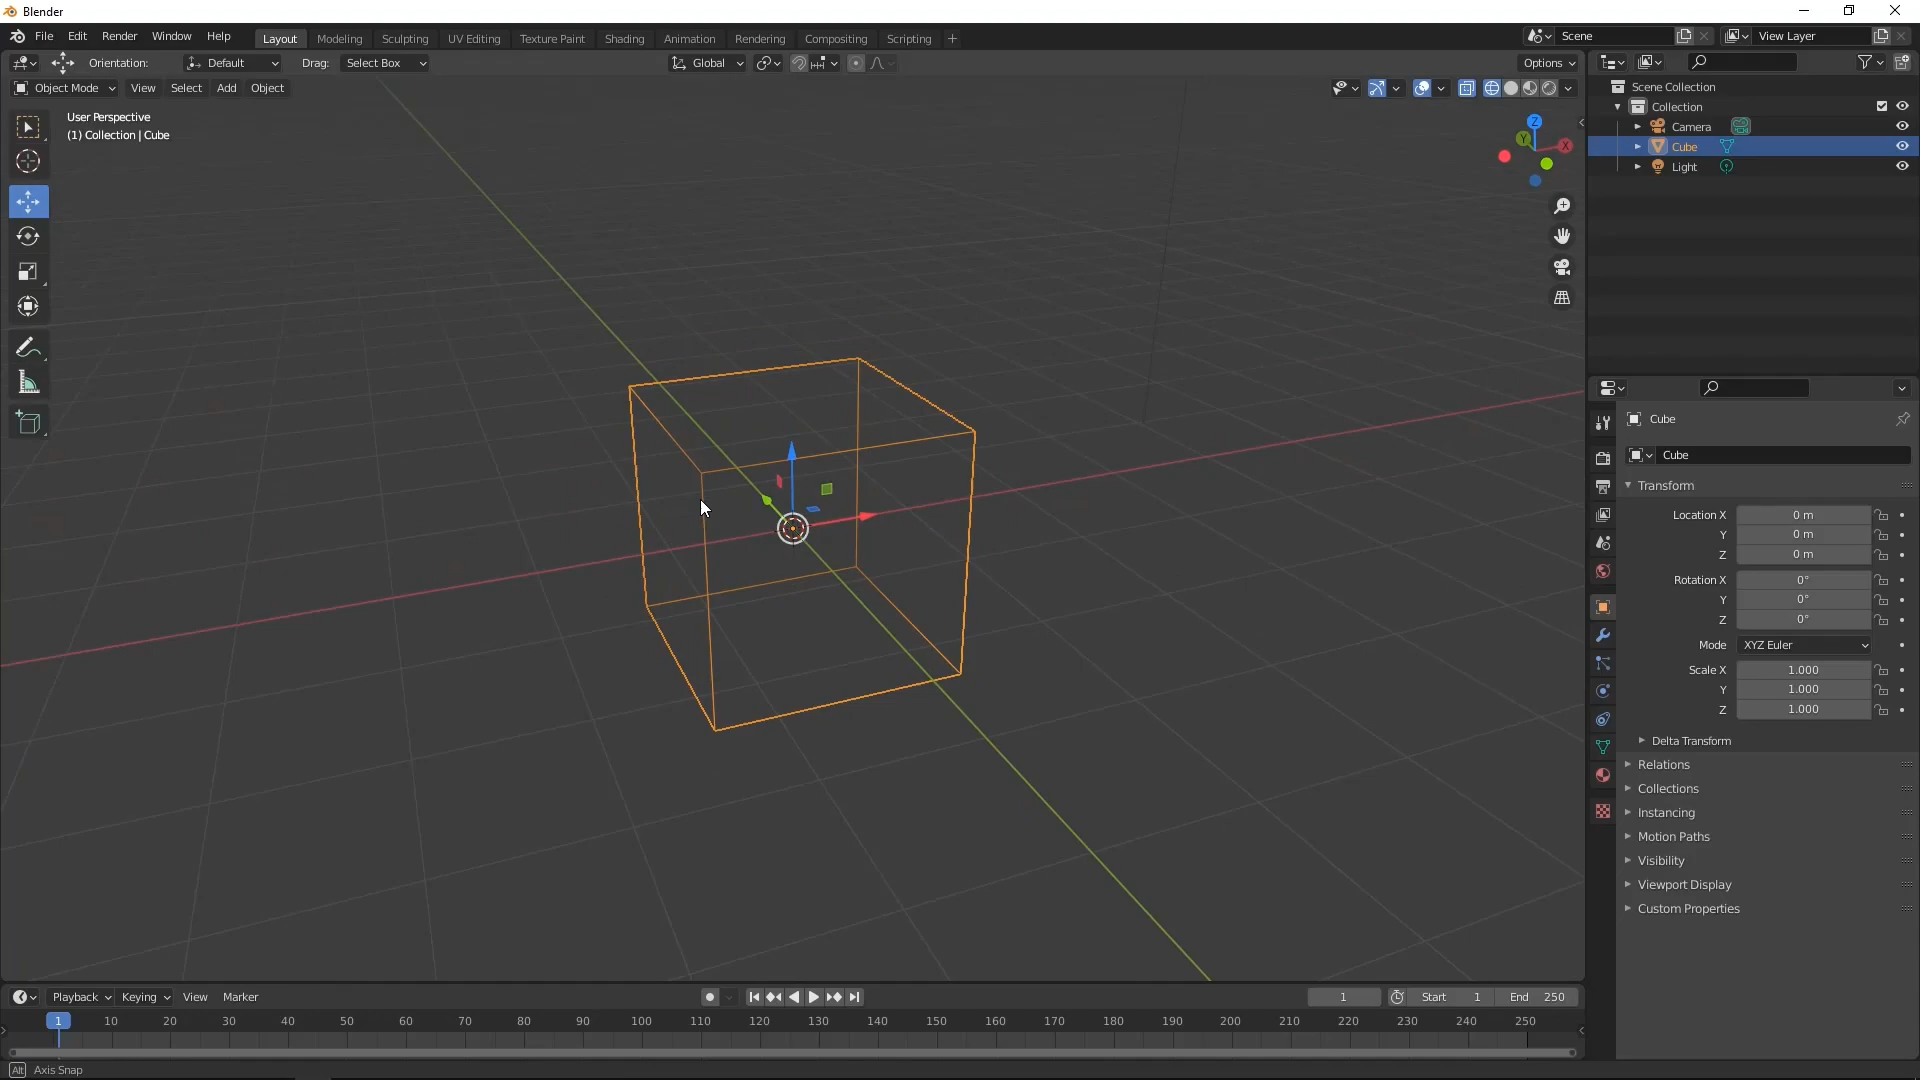 Blender
File Edit Render Window Help Layout Modeling Sculpting UV Editing Texture Paint Shading Animation Rendering Compositing Scripting + Scene View Layer
Orientation: Default Drag: Select Box Global Options
Object Mode View Select Add Object
User Perspective
(1) Collection | Cube
Z
Y
X
Scene Collection
Collection
Camera
Cube
Light
Cube
Cube
Transform
Location X 0 m
Y 0 m
Z 0 m
Rotation X 0°
Y 0°
Z 0°
Mode XYZ Euler
Scale X 1.000
Y 1.000
Z 1.000
Delta Transform
Relations
Collections
Instancing
Motion Paths
Visibility
Viewport Display
Custom Properties
Playback Keying View Marker 1 Start 1 End 250
1 10 20 30 40 50 60 70 80 90 100 110 120 130 140 150 160 170 180 190 200 210 220 230 240 250
Alt Axis Snap